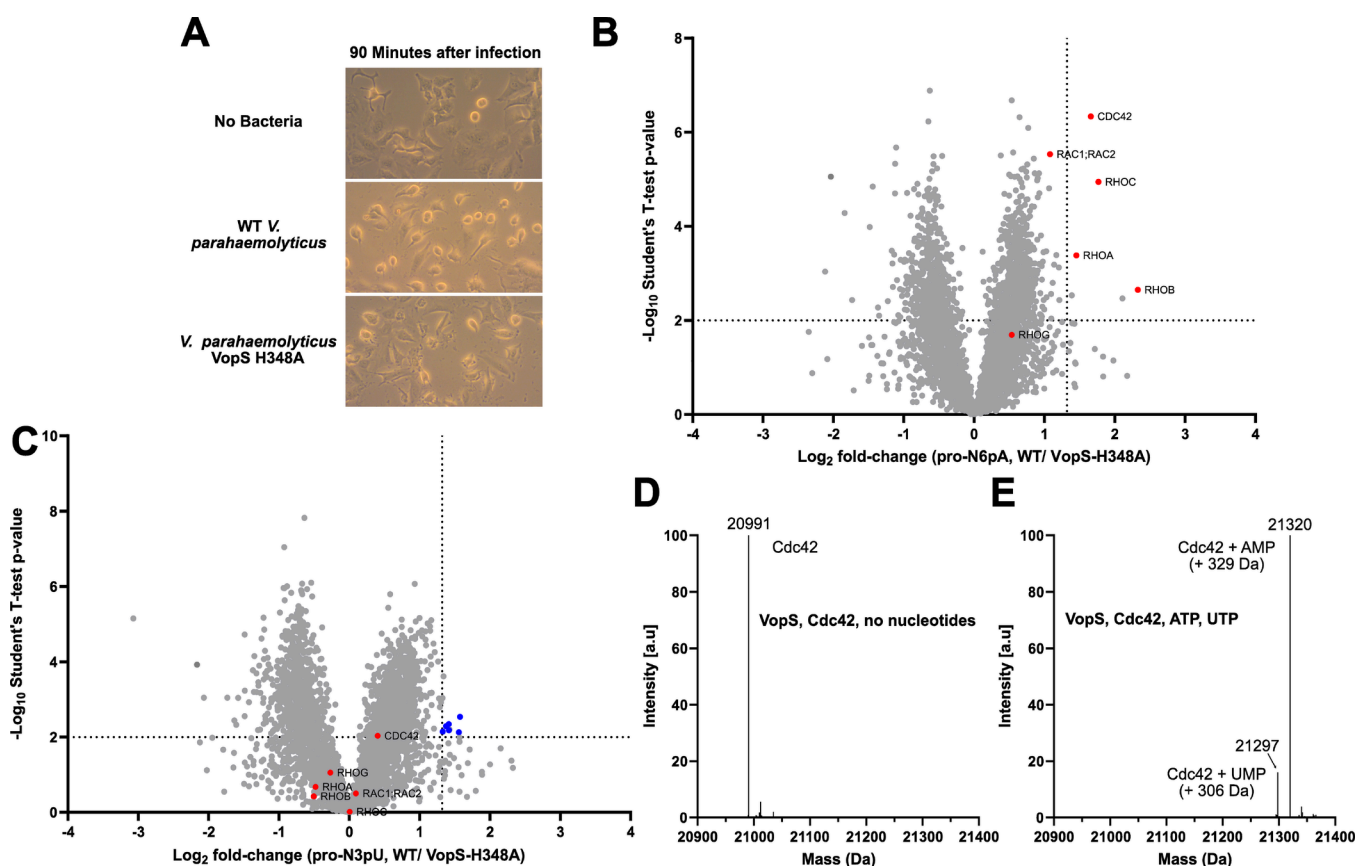 A
90 Minutes after infection
No Bacteria
WT V.
parahaemolyticus
V. parahaemolyticus
VopS H348A
B
-Log10 Student's T-test p-value
8
6
4
2
0
CDC42
RAC1;RAC2
RHOC
RHOA
RHOB
RHOG
-4 -3 -2 -1 0 1 2 3 4
Log2 fold-change (pro-N6pA, WT/ VopS-H348A)
C
-Log10 Student's T-test p-value
10
8
6
4
2
0
CDC42
RHOG
RHOA
RHOB
RAC1;RAC2
RHOC
-4 -3 -2 -1 0 1 2 3 4
Log2 fold-change (pro-N3pU, WT/ VopS-H348A)
D
Intensity [a.u]
100
80
60
40
20
0
20991
Cdc42
VopS, Cdc42, no nucleotides
20900 21000 21100 21200 21300 21400
Mass (Da)
E
Intensity [a.u]
100
80
60
40
20
0
21320
Cdc42 + AMP
(+ 329 Da)
VopS, Cdc42, ATP, UTP
21297
Cdc42 + UMP
(+ 306 Da)
20900 21000 21100 21200 21300 21400
Mass (Da)